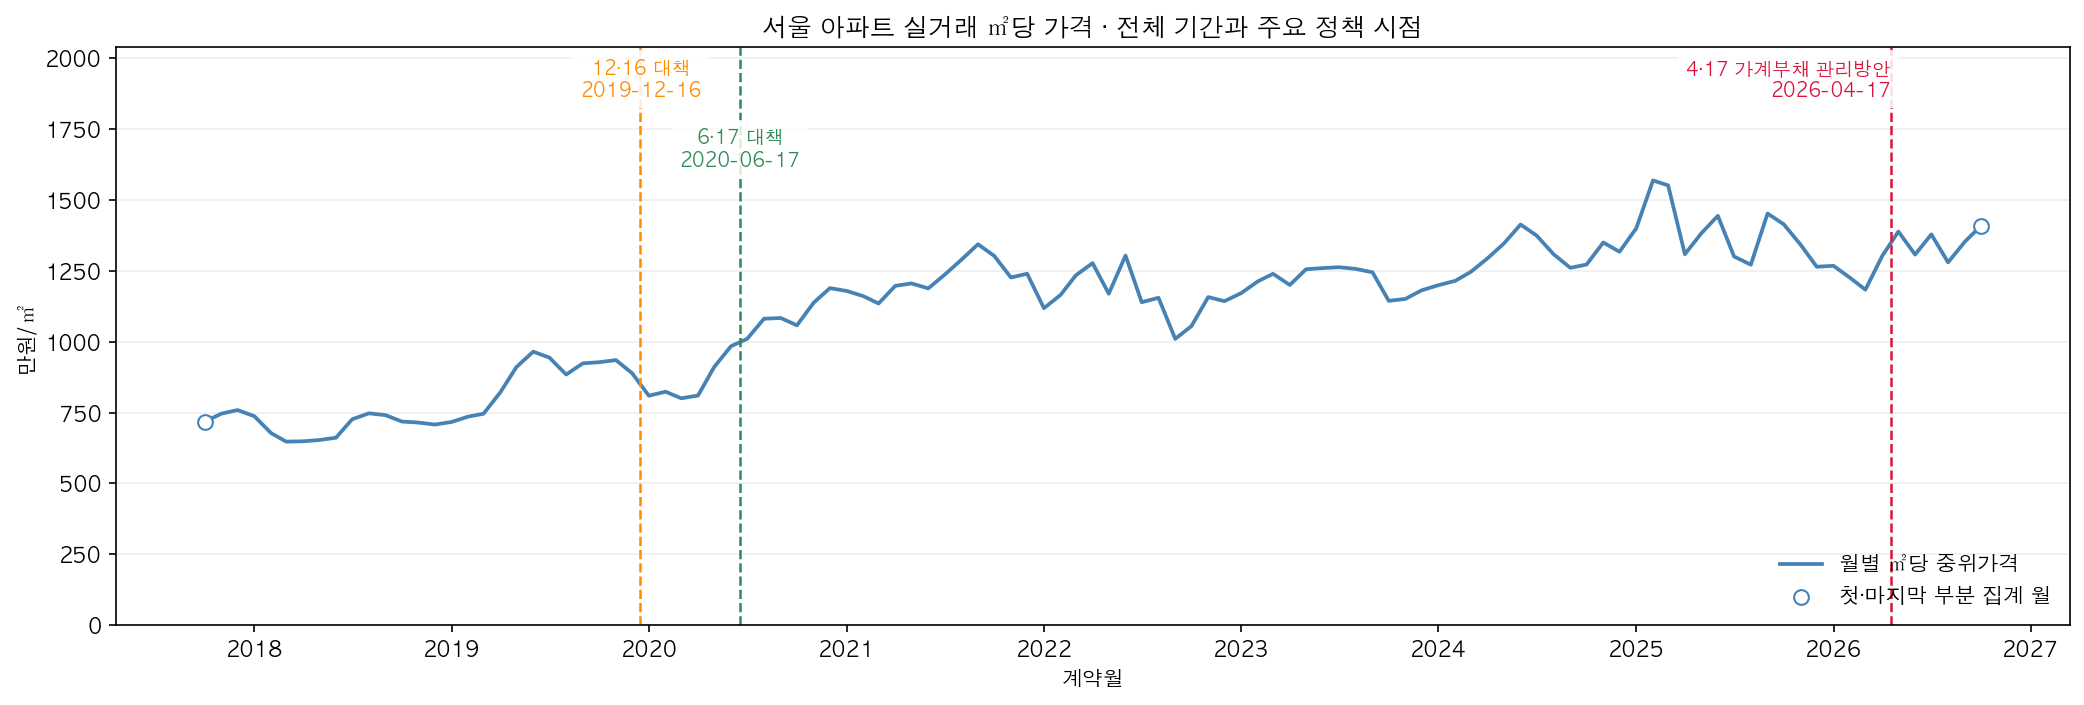 서울 아파트 실거래 ㎡당 가격 · 전체 기간과 주요 정책 시점
12·16 대책
2019-12-16
6·17 대책
2020-06-17
4·17 가계부채 관리방안
2026-04-17
만원/㎡
2000
1750
1500
1250
1000
750
500
250
0
월별 ㎡당 중위가격
첫·마지막 부분 집계 월
2018
2019
2020
2021
2022
2023
2024
2025
2026
2027
계약월